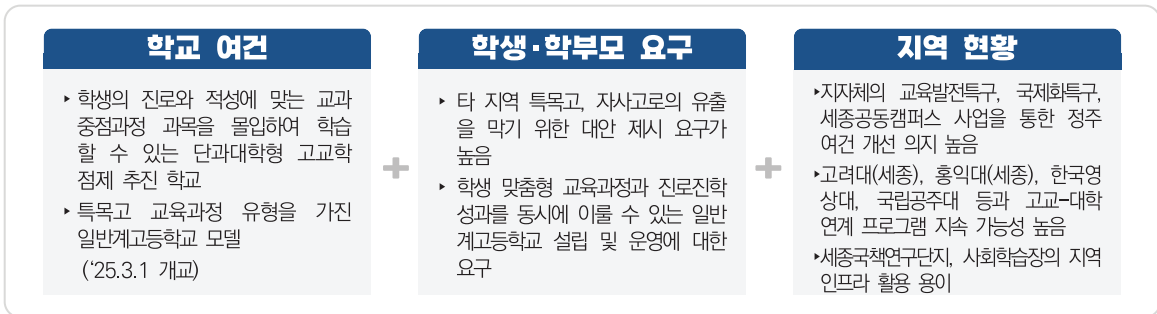 학교 여건
‣ 학생의 진로와 적성에 맞는 교과
중점과정 과목을 몰입하여 학습
할 수 있는 단과대학형 고교학
점제 추진 학교
‣ 특목고 교육과정 유형을 가진
일반계고등학교 모델
(‘25.3.1 개교)
학생·학부모 요구
‣ 타 지역 특목고, 자사고로의 유출
을 막기 위한 대안 제시 요구가
높음
‣ 학생 맞춤형 교육과정과 진로진학
성과를 동시에 이룰 수 있는 일반
계고등학교 설립 및 운영에 대한
요구
지역 현황
‣지자체의 교육발전특구, 국제화특구,
세종공동캠퍼스 사업을 통한 정주
여건 개선 의지 높음
‣고려대(세종), 홍익대(세종), 한국영
상대, 국립공주대 등과 고교-대학
연계 프로그램 지속 가능성 높음
‣세종국책연구단지, 사회학습장의 지역
인프라 활용 용이